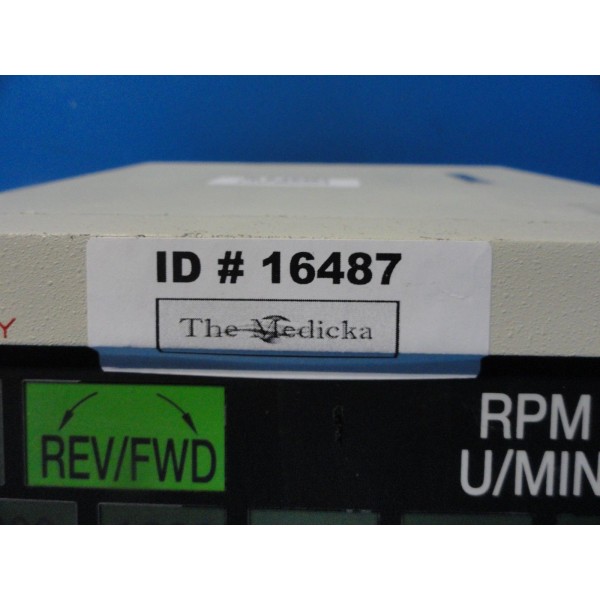 ID # 16487
The Medicka
Y
REV/FWD
RPM
U/MIN